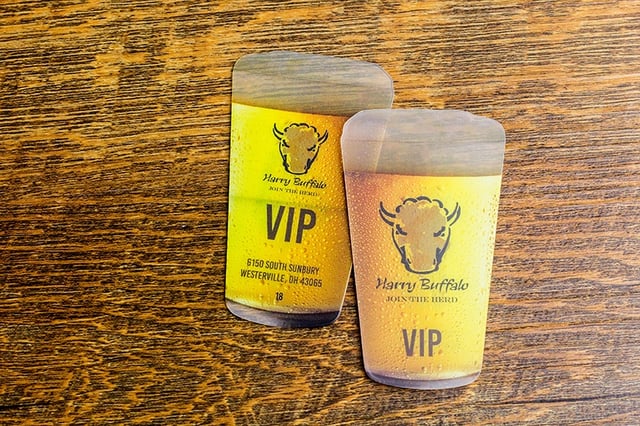 Harry Buffalo
JOIN THE HERD
VIP
6150 SOUTH SUNBURY
WESTERVILLE, OH 43065
18
Harry Buffalo
JOIN THE HERD
VIP